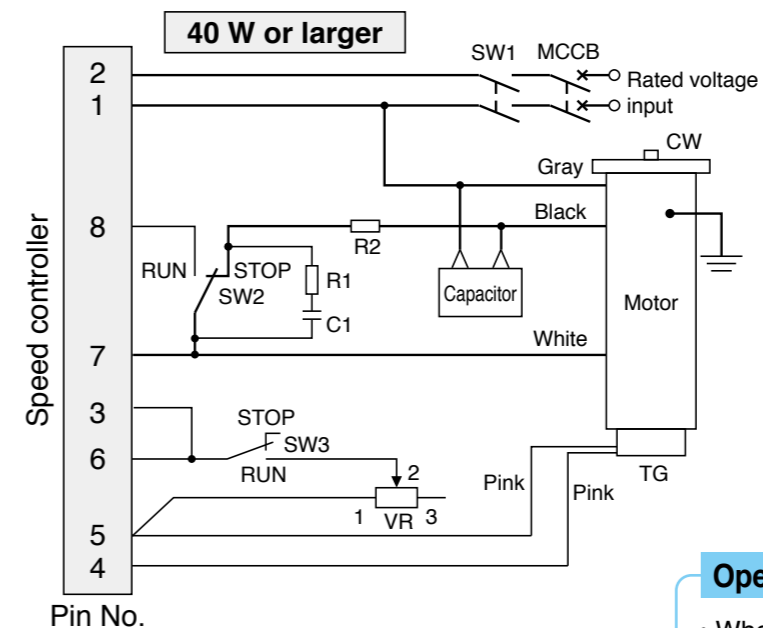 40 W or larger
SW1 MCCB
2
Rated voltage
1
input
CW
Gray
Black
8
R2
RUN STOP
SW2
R1
Capacitor
C1
Motor
Speed controller
White
7
3
STOP
SW3
6
RUN
2
TG
Pink
Pink
1 VR 3
5
4
Ope
Pin No.